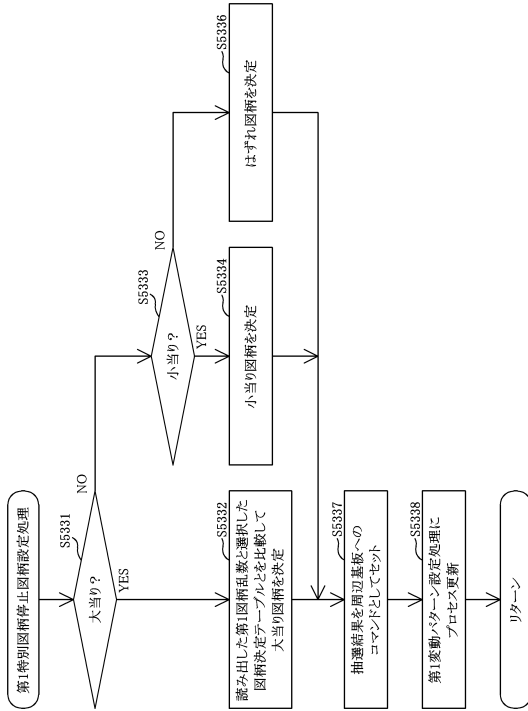 第1特別図柄停止図柄設定処理
S5331
大当り？
NO
YES
S5333
小当り？
NO
YES
S5332
読み出した第1図柄乱数と選択した
図柄決定テーブルとを比較して
大当り図柄を決定
S5334
小当り図柄を決定
S5336
はずれ図柄を決定
S5337
抽選結果を周辺基板への
コマンドとしてセット
S5338
第1変動パターン設定処理に
プロセス更新
リターン